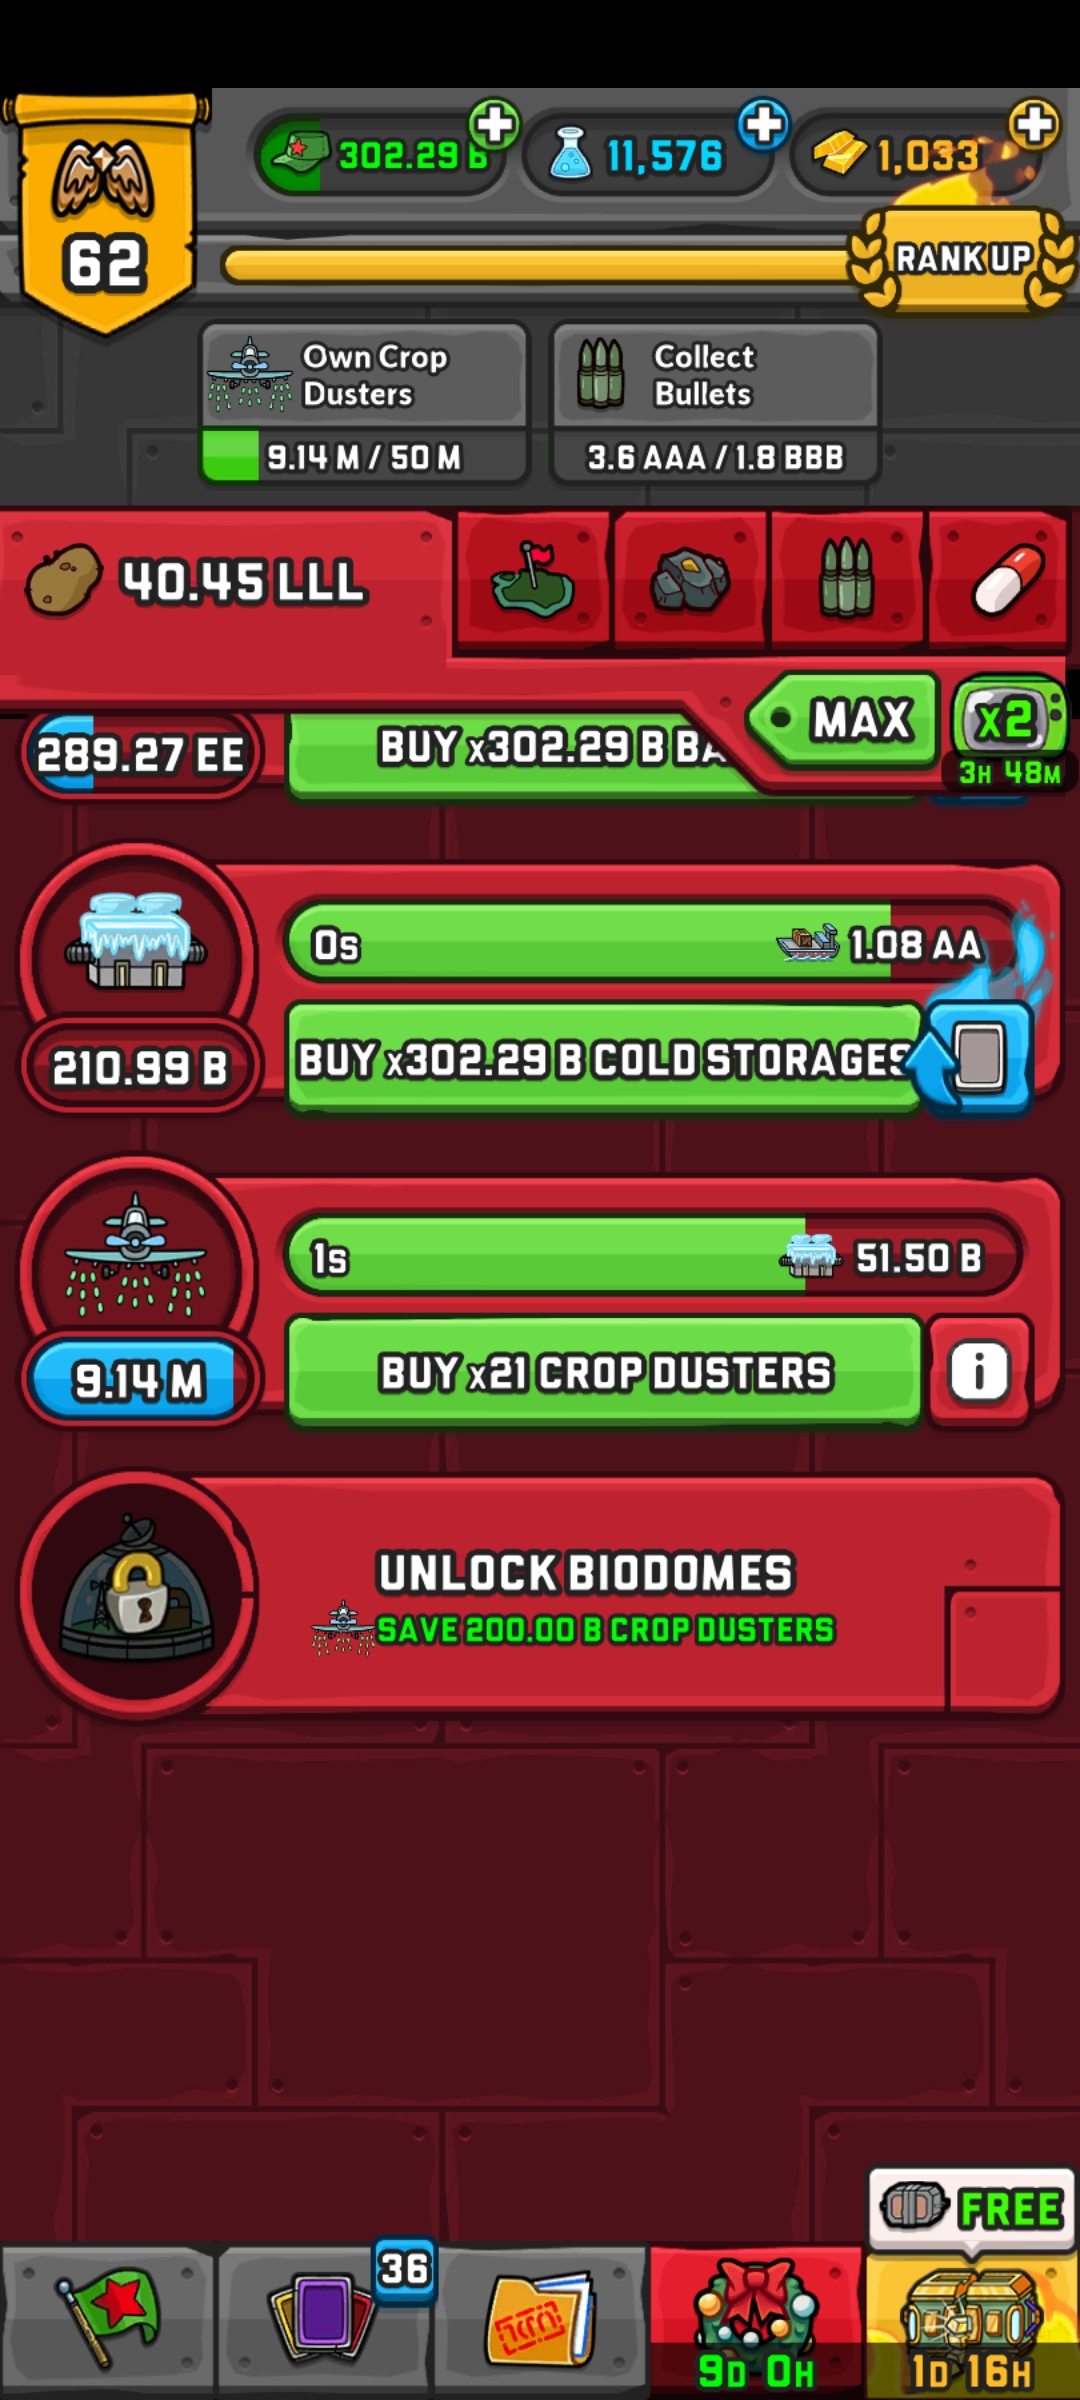 302.29 B
11,576
1,033
62
RANK UP
Own Crop
Dusters
9.14 M / 50 M
Collect
Bullets
3.6 AAA / 1.8 BBB
40.45 LLL
MAX
x2
3H 48M
289.27 EE
BUY x302.29 B BA
0s
1.08 AA
210.99 B
BUY x302.29 B COLD STORAGES
1s
51.50 B
9.14 M
BUY x21 CROP DUSTERS
i
UNLOCK BIODOMES
SAVE 200.00 B CROP DUSTERS
FREE
36
9D 0H
1D 16H